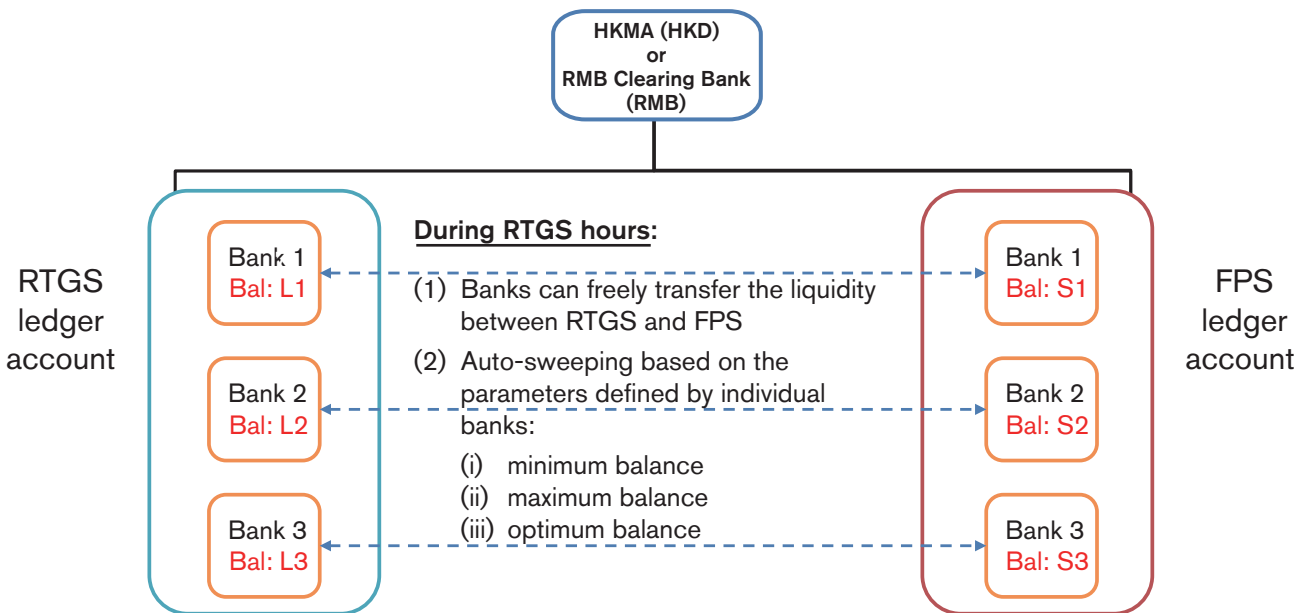 HKMA (HKD)
or
RMB Clearing Bank
(RMB)
RTGS
ledger
account
Bank 1
Bal: L1
Bank 2
Bal: L2
Bank 3
Bal: L3
During RTGS hours:
(1) Banks can freely transfer the liquidity
between RTGS and FPS
(2) Auto-sweeping based on the
parameters defined by individual
banks:
(i) minimum balance
(ii) maximum balance
(iii) optimum balance
Bank 1
Bal: S1
Bank 2
Bal: S2
Bank 3
Bal: S3
FPS
ledger
account